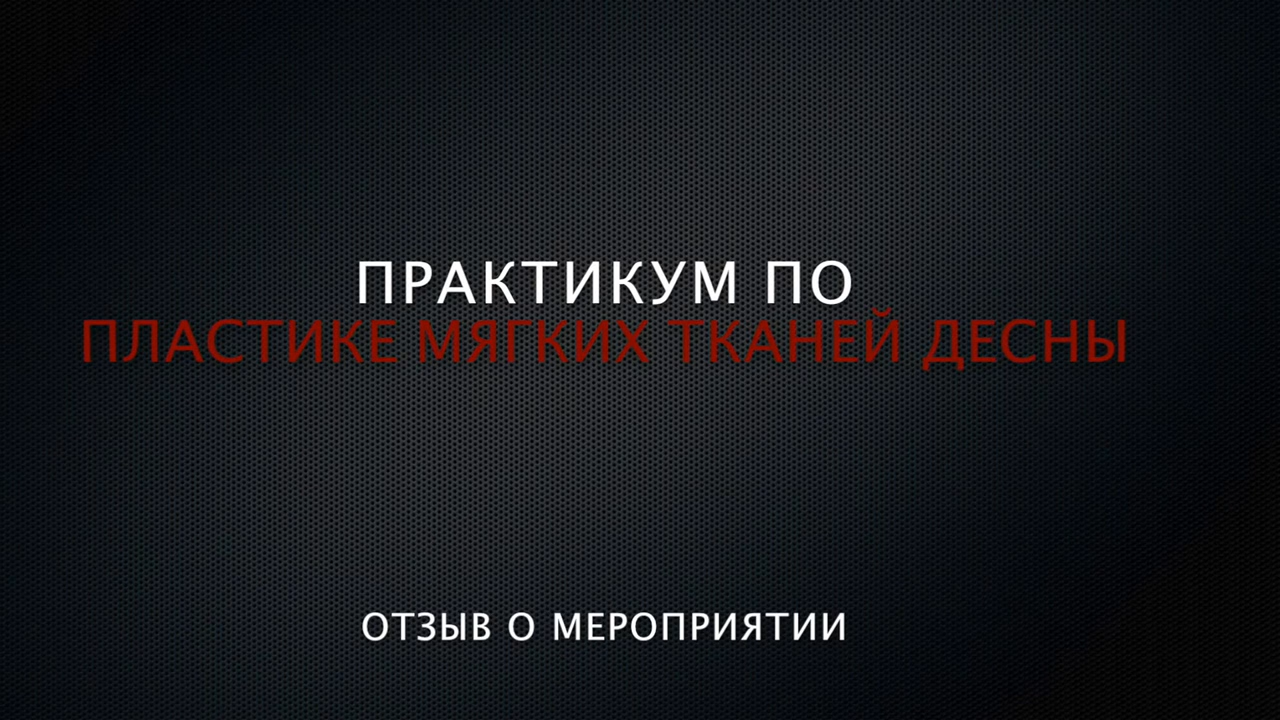 ПРАКТИКУМ ПО
ПЛАСТИКЕ МЯГКИХ ТКАНЕЙ ДЕСНЫ
ОТЗЫВ О МЕРОПРИЯТИИ